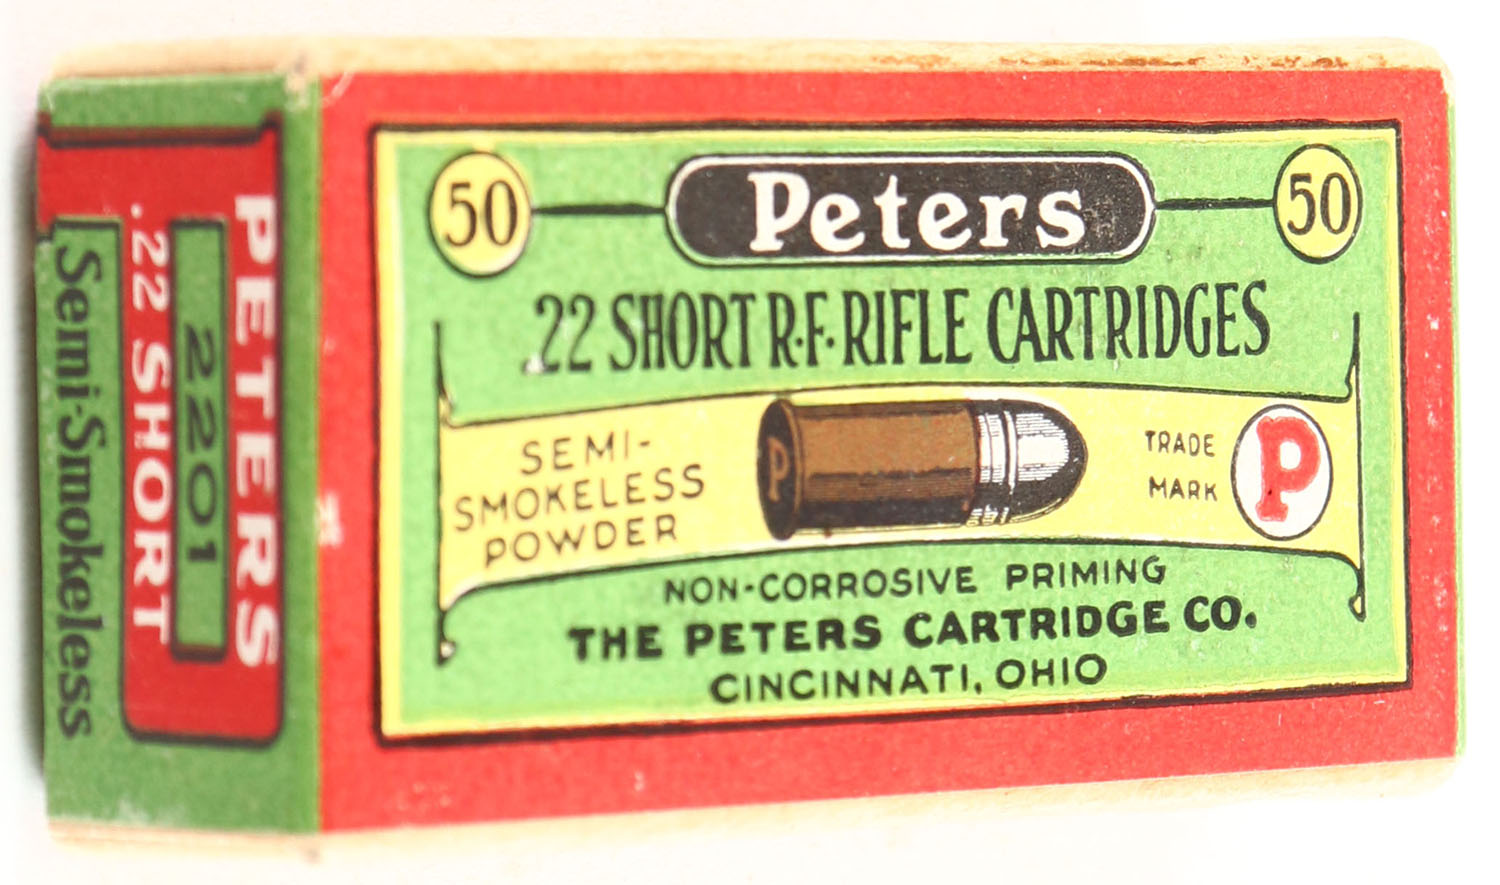 50 Peters 50
.22 SHORT R.F. RIFLE CARTRIDGES
SEMI-
SMOKELESS
POWDER
P
TRADE
MARK
P
NON-CORROSIVE PRIMING
THE PETERS CARTRIDGE CO.
CINCINNATI, OHIO
PETERS
2201
.22 SHORT
Semi-Smokeless